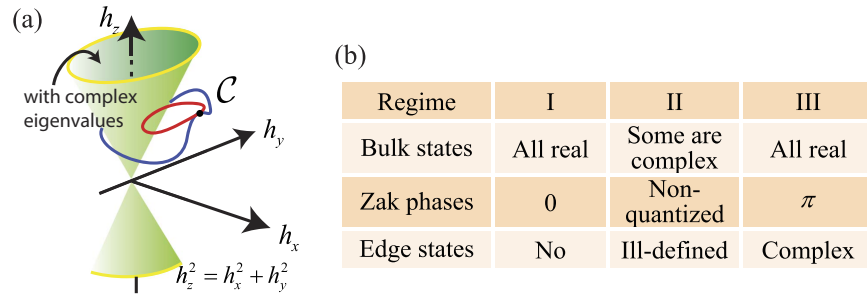 (a)
h_z
with complex
eigenvalues
C
h_y
h_x
h_z^2 = h_x^2 + h_y^2
(b)
Regime I II III
Bulk states All real Some are complex All real
Zak phases 0 Non-quantized π
Edge states No Ill-defined Complex